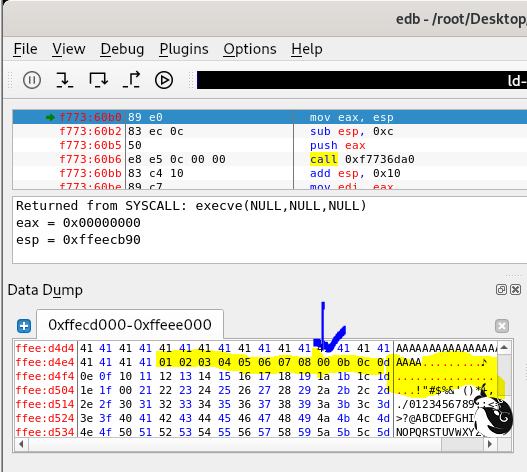 edb - /root/Desktop
File View Debug Plugins Options Help
ld-
f773:60b0 89 e0 mov eax, esp
f773:60b2 83 ec 0c sub esp, 0xc
f773:60b5 50 push eax
f773:60b6 e8 e5 0c 00 00 call 0xf7736da0
f773:60bb 83 c4 10 add esp, 0x10
f773:60be 89 c7 mov edi, eax
Returned from SYSCALL: execve(NULL,NULL,NULL)
eax = 0x00000000
esp = 0xffeecb90
Data Dump
0xffecd000-0xffeee000
ffee:d4d4 41 41 41 41 41 41 41 41 41 41 41 41 41 41 41 41 AAAAAAAAAAAAAAAA
ffee:d4e4 41 41 41 41 01 02 03 04 05 06 07 08 00 0b 0c 0d AAAA.........♪
ffee:d4f4 0e 0f 10 11 12 13 14 15 16 17 18 19 1a 1b 1c 1d ................
ffee:d504 1e 1f 00 21 22 23 24 25 26 27 28 29 2a 2b 2c 2d ...!"#$%&'()*
ffee:d514 2e 2f 30 31 32 33 34 35 36 37 38 39 3a 3b 3c 3d ./0123456789
ffee:d524 3e 3f 40 41 42 43 44 45 46 47 48 49 4a 4b 4c 4d >?@ABCDEFGHI
ffee:d534 4e 4f 50 51 52 53 54 55 56 57 58 59 5a 5b 5c 5d NOPQRSTUVWXYZ